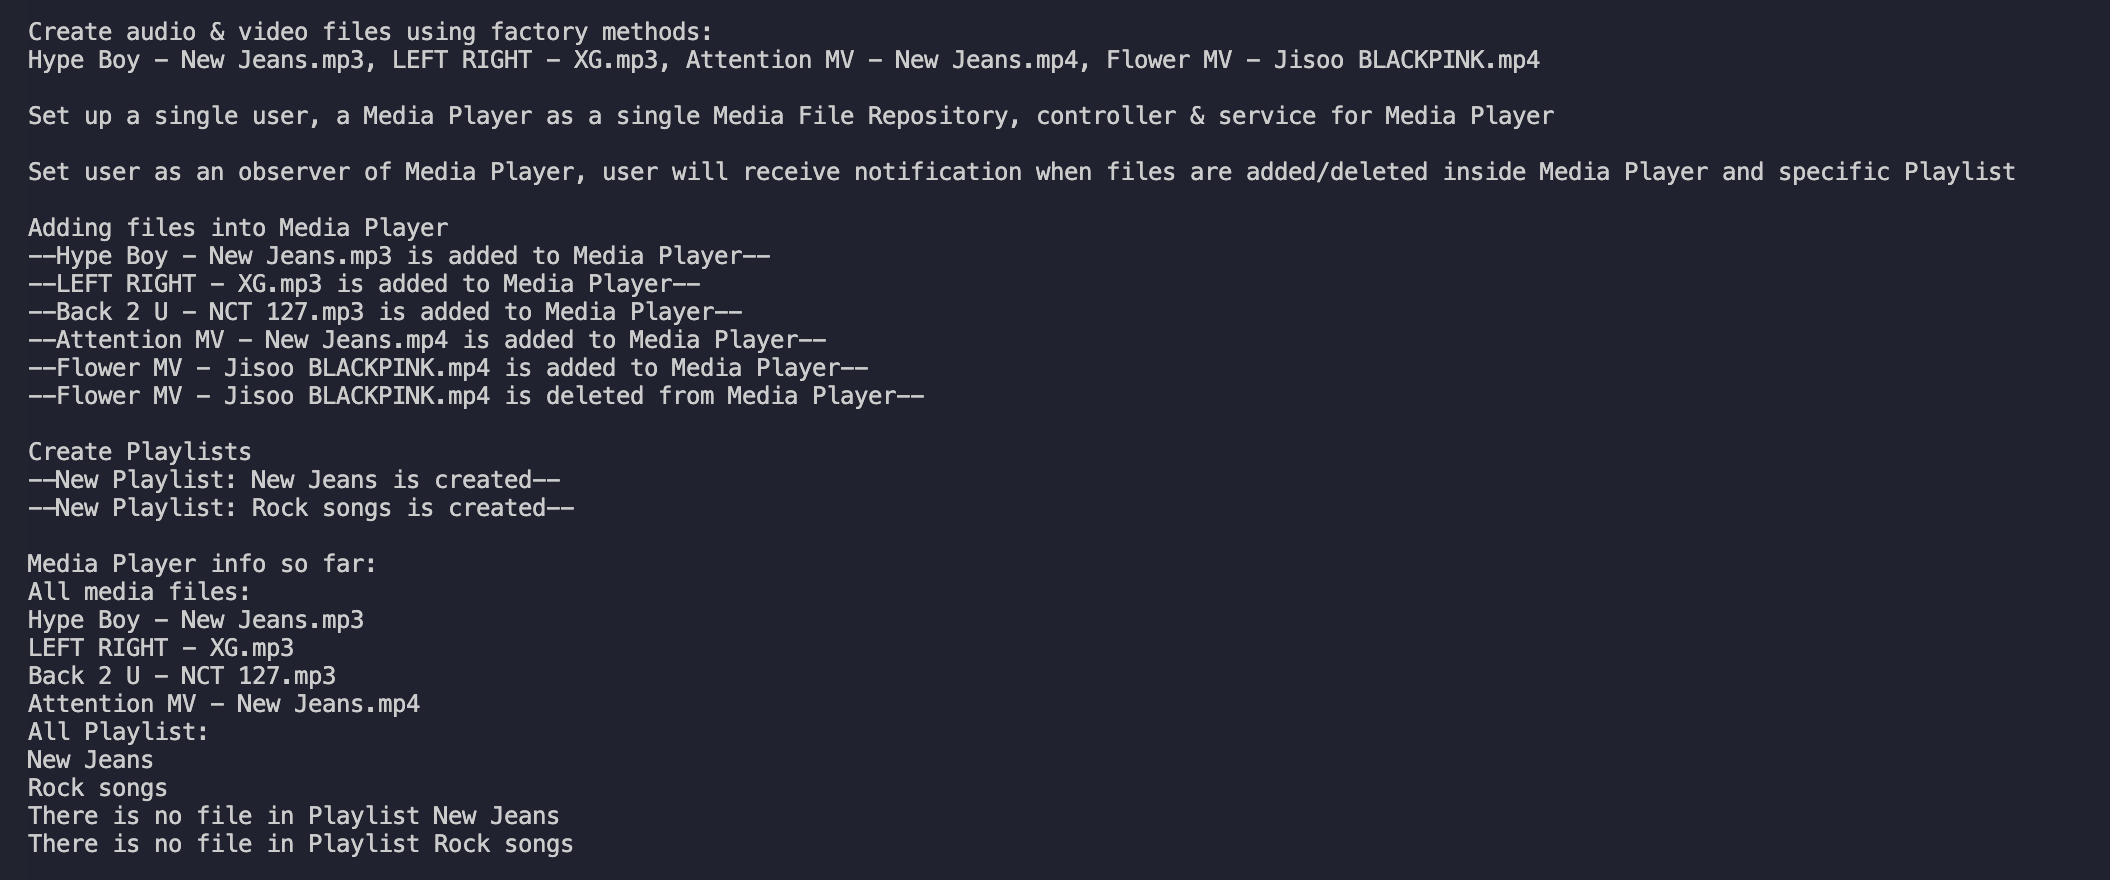 Create audio & video files using factory methods:
Hype Boy - New Jeans.mp3, LEFT RIGHT - XG.mp3, Attention MV - New Jeans.mp4, Flower MV - Jisoo BLACKPINK.mp4
Set up a single user, a Media Player as a single Media File Repository, controller & service for Media Player
Set user as an observer of Media Player, user will receive notification when files are added/deleted inside Media Player and specific Playlist
Adding files into Media Player
--Hype Boy - New Jeans.mp3 is added to Media Player--
--LEFT RIGHT - XG.mp3 is added to Media Player--
--Back 2 U - NCT 127.mp3 is added to Media Player--
--Attention MV - New Jeans.mp4 is added to Media Player--
--Flower MV - Jisoo BLACKPINK.mp4 is added to Media Player--
--Flower MV - Jisoo BLACKPINK.mp4 is deleted from Media Player--
Create Playlists
--New Playlist: New Jeans is created--
--New Playlist: Rock songs is created--
Media Player info so far:
All media files:
Hype Boy - New Jeans.mp3
LEFT RIGHT - XG.mp3
Back 2 U - NCT 127.mp3
Attention MV - New Jeans.mp4
All Playlist:
New Jeans
Rock songs
There is no file in Playlist New Jeans
There is no file in Playlist Rock songs